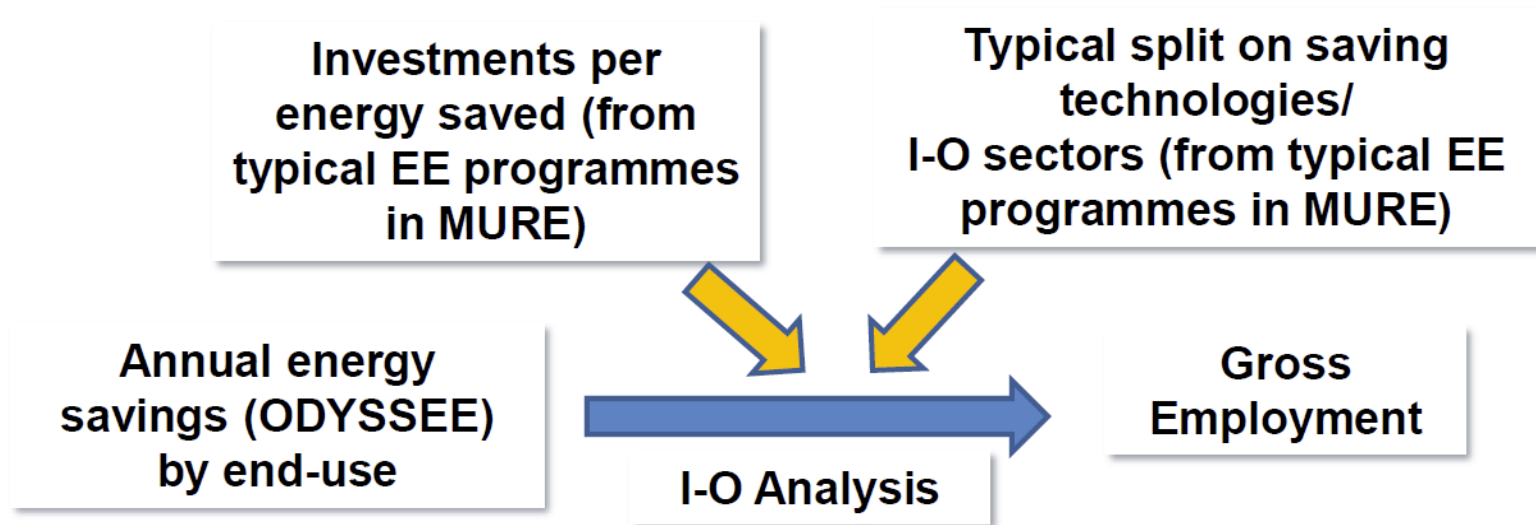 Investments per
energy saved (from
typical EE programmes
in MURE)
Typical split on saving
technologies/
I-O sectors (from typical EE
programmes in MURE)
Annual energy
savings (ODYSSEE)
by end-use
I-O Analysis
Gross
Employment